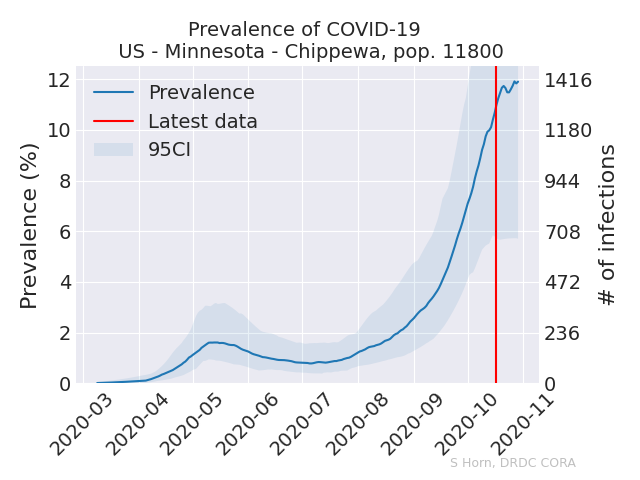 Prevalence of COVID-19
US - Minnesota - Chippewa, pop. 11800
Prevalence
Latest data
95CI
Prevalence (%)
12
10
8
6
4
2
0
# of infections
1416
1180
944
708
472
236
0
2020-03
2020-04
2020-05
2020-06
2020-07
2020-08
2020-09
2020-10
2020-11
S Horn, DRDC CORA